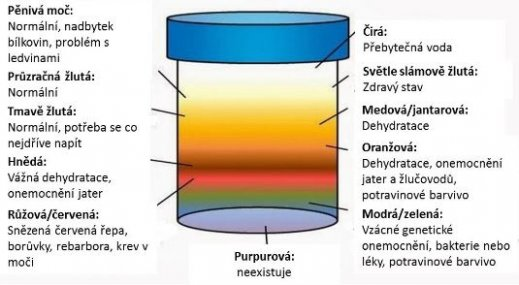 Pěnivá moč:
Normální, nadbytek
bílkovin, problém s
ledvinami
Průzračná žlutá:
Normální
Tmavě žlutá:
Normální, potřeba se co
nejdříve napít
Hnědá:
Vážná dehydratace,
onemocnění jater
Růžová/červená:
Snězená červená řepa,
borůvky, rebarbora, krev v
moči
Čirá:
Přebytečná voda
Světle slámově žlutá:
Zdravý stav
Medová/jantarová:
Dehydratace
Oranžová:
Dehydratace, onemocnění
jater a žlučovodů,
potravinové barvivo
Modrá/zelená:
Vzácné genetické
onemocnění, bakterie nebo
léky, potravinové barvivo
Purpurová:
neexistuje